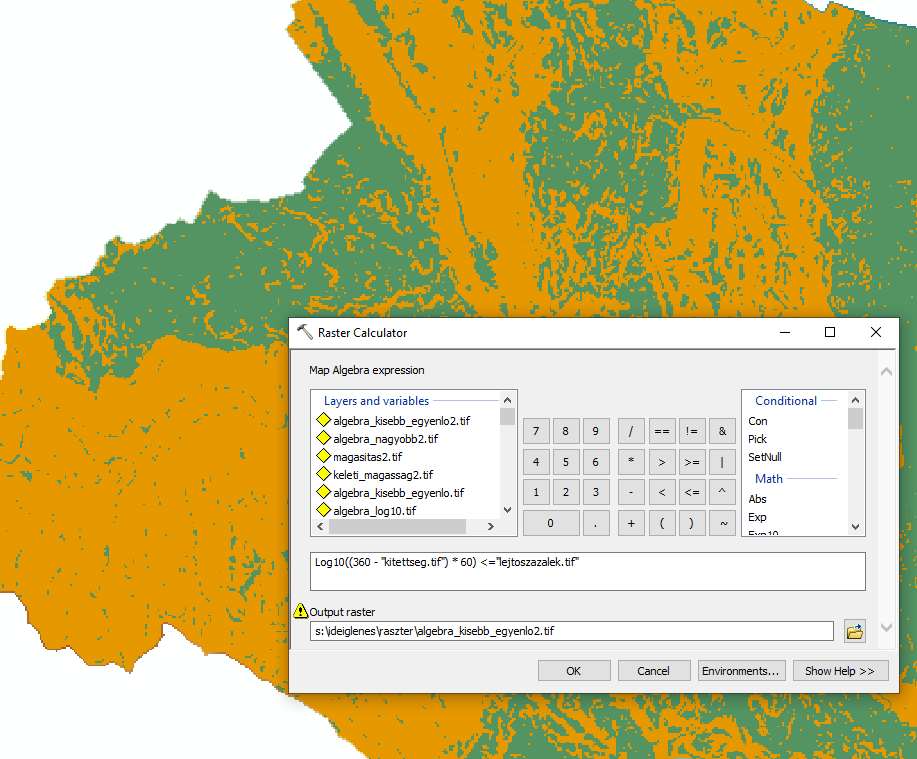 Raster Calculator
Map Algebra expression
Layers and variables
algebra_kisebb_egyenlo2.tif
algebra_nagyobb2.tif
magasitas2.tif
keleti_magassag2.tif
algebra_kisebb_egyenlo.tif
algebra_log10.tif
7 8 9 / == != &
4 5 6 * > >= |
1 2 3 - < <= ^
0 . + ( ) ~
Conditional
Con
Pick
SetNull
Math
Abs
Exp
Exp10
Log10((360 - "kitettseg.tif") * 60) <="lejtoszazalek.tif"
Output raster
s:\ideiglenes\raszter\algebra_kisebb_egyenlo2.tif
OK Cancel Environments... Show Help >>